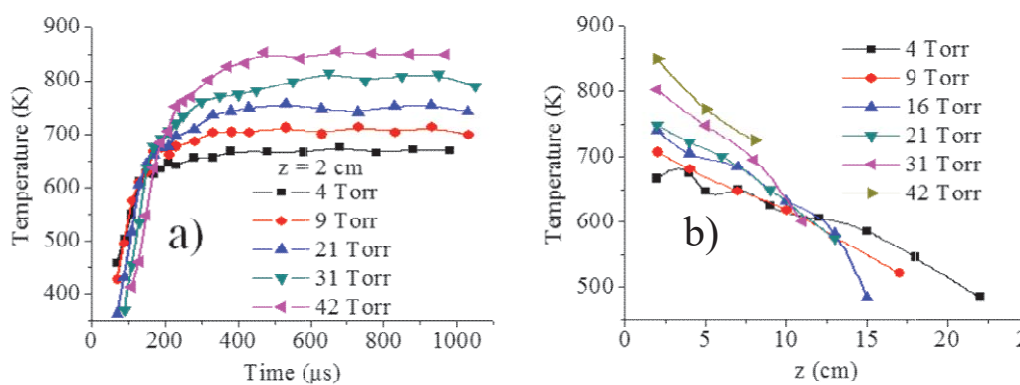 900
800
700
600
500
400
Temperature (K)
0
200
400
600
800
1000
Time (μs)
z = 2 cm
4 Torr
9 Torr
21 Torr
31 Torr
42 Torr
a)
900
800
700
600
500
Temperature (K)
0
5
10
15
20
z (cm)
4 Torr
9 Torr
16 Torr
21 Torr
31 Torr
42 Torr
b)